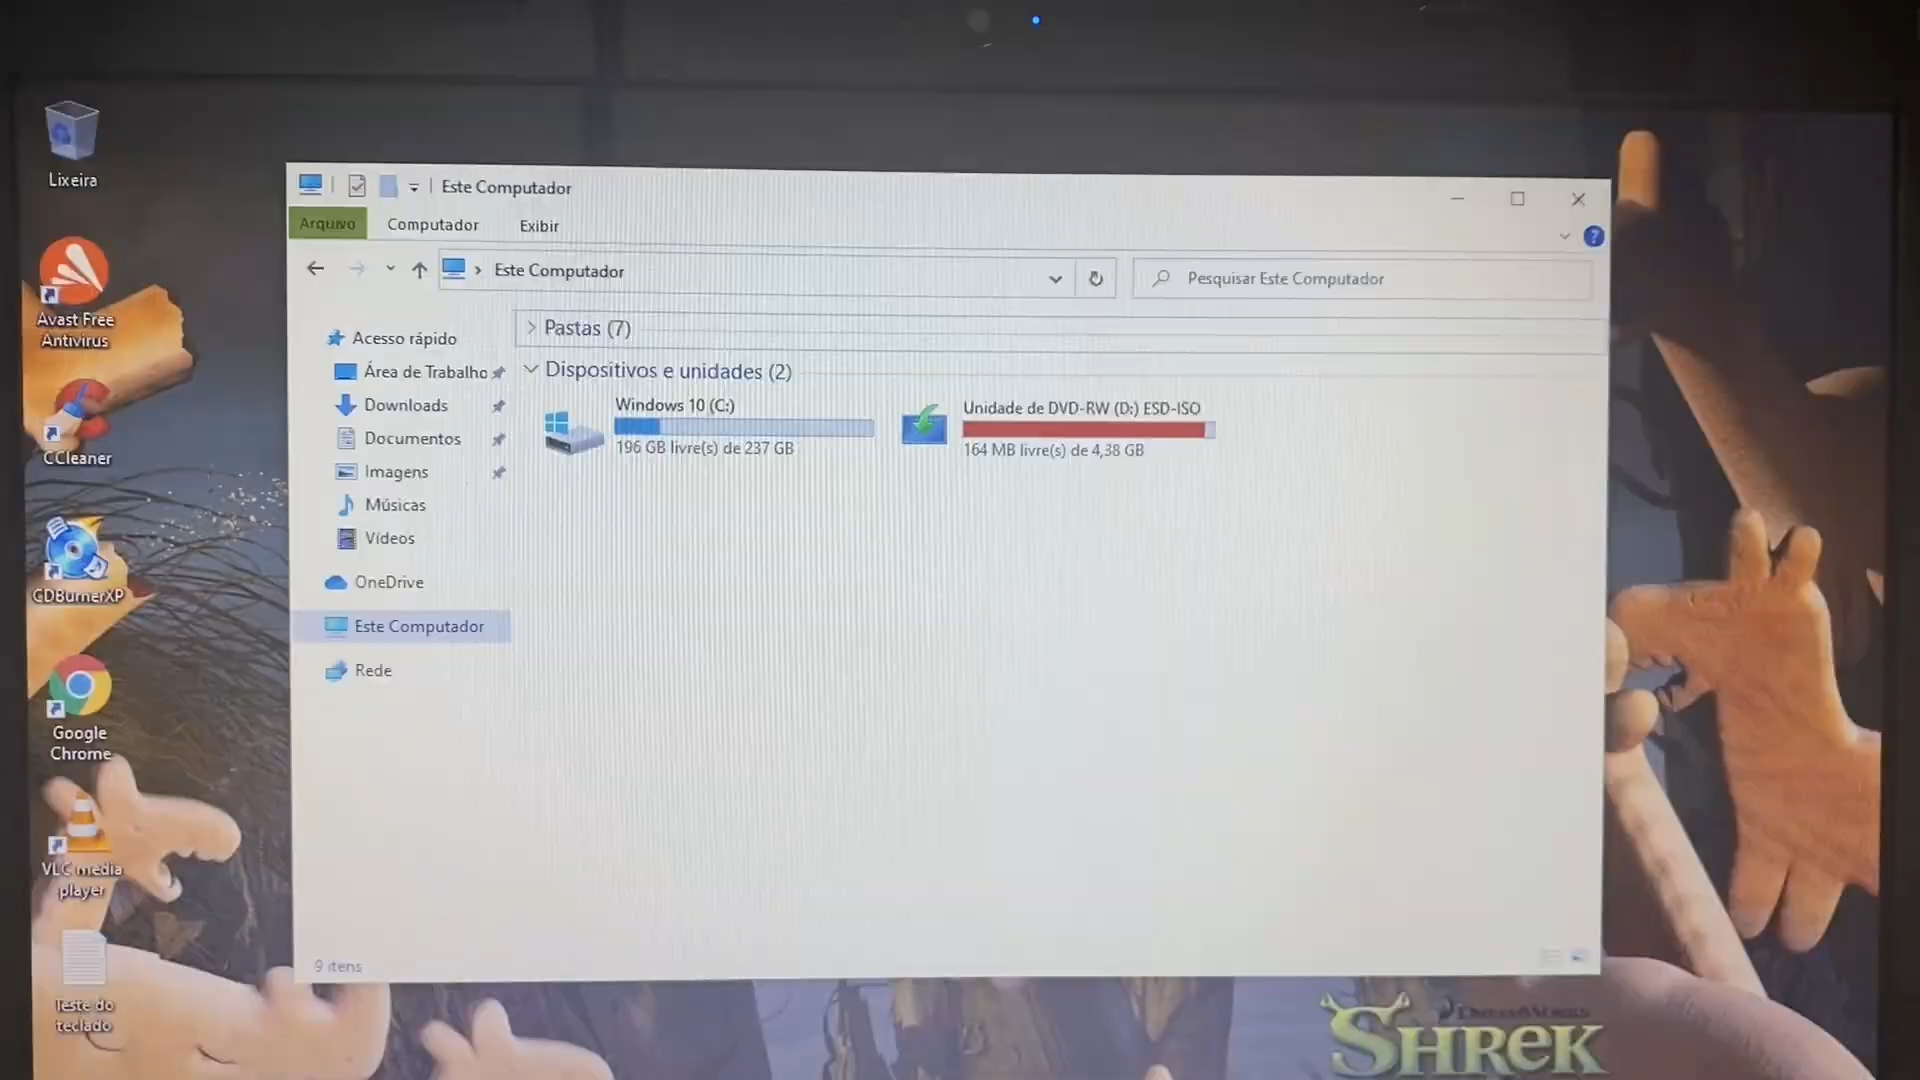 Lixeira
Avast Free
Antivirus
CCleaner
CDBurnerXP
Google
Chrome
VLC media
player
Teste do
teclado
Este Computador
Arquivo
Computador
Exibir
?
Este Computador
Pesquisar Este Computador
Acesso rápido
Área de Trabalho
Downloads
Documentos
Imagens
Músicas
Vídeos
OneDrive
Este Computador
Rede
Pastas (7)
Dispositivos e unidades (2)
Windows 10 (C:)
196 GB livre(s) de 237 GB
Unidade de DVD-RW (D:) ESD-ISO
164 MB livre(s) de 4,38 GB
9 itens
DREAMWORKS
SHREK